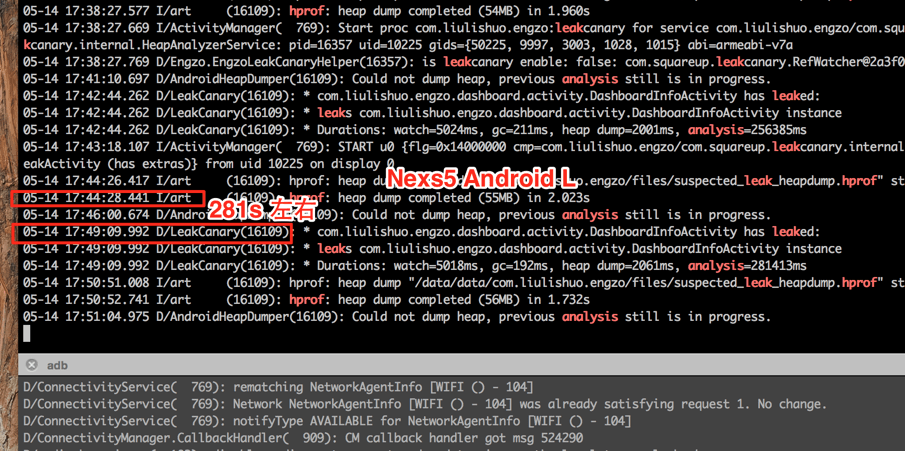 05-14 17:38:27.577 I/art     (16109): hprof: heap dump completed (54MB) in 1.960s
05-14 17:38:27.669 I/ActivityManager(  769): Start proc com.liulishuo.engzo:leakcanary for service com.liulishuo.engzo/com.squa
kcanary.internal.HeapAnalyzerService: pid=16357 uid=10225 gids={50225, 9997, 3003, 1028, 1015} abi=armeabi-v7a
05-14 17:38:27.769 D/Engzo.EngzoLeakCanaryHelper(16357): is leakcanary enable: false: com.squareup.leakcanary.RefWatcher@2a3f0
05-14 17:41:10.697 D/AndroidHeapDumper(16109): Could not dump heap, previous analysis still is in progress.
05-14 17:42:44.262 D/LeakCanary(16109): * com.liulishuo.engzo.dashboard.activity.DashboardInfoActivity has leaked:
05-14 17:42:44.262 D/LeakCanary(16109): * leaks com.liulishuo.engzo.dashboard.activity.DashboardInfoActivity instance
05-14 17:42:44.262 D/LeakCanary(16109): * Durations: watch=5024ms, gc=211ms, heap dump=2001ms, analysis=256385ms
05-14 17:43:18.107 I/ActivityManager(  769): START u0 {flg=0x14000000 cmp=com.liulishuo.engzo/com.squareup.leakcanary.internal
eakActivity (has extras)} from uid 10225 on display 0
Nexs5 Android L
05-14 17:44:26.417 I/art     (16109): hprof: heap dump .engzo/files/suspected_leak_heapdump.hprof" st
05-14 17:44:28.441 I/art hprof: heap dump completed (55MB) in 2.023s
281s 左右
05-14 17:46:00.674 D/An (16109): Could not dump heap, previous analysis still is in progress.
05-14 17:49:09.992 D/LeakCanary(16109): * com.liulishuo.engzo.dashboard.activity.DashboardInfoActivity has leaked:
05-14 17:49:09.992 D/LeakCanary(16109): * leaks com.liulishuo.engzo.dashboard.activity.DashboardInfoActivity instance
05-14 17:49:09.992 D/LeakCanary(16109): * Durations: watch=5018ms, gc=192ms, heap dump=2061ms, analysis=281413ms
05-14 17:50:51.008 I/art     (16109): hprof: heap dump "/data/data/com.liulishuo.engzo/files/suspected_leak_heapdump.hprof" st
05-14 17:50:52.741 I/art     (16109): hprof: heap dump completed (56MB) in 1.732s
05-14 17:51:04.975 D/AndroidHeapDumper(16109): Could not dump heap, previous analysis still is in progress.
adb
D/ConnectivityService(  769): rematching NetworkAgentInfo [WIFI () - 104]
D/ConnectivityService(  769): Network NetworkAgentInfo [WIFI () - 104] was already satisfying request 1. No change.
D/ConnectivityService(  769): notifyType AVAILABLE for NetworkAgentInfo [WIFI () - 104]
D/ConnectivityManager.CallbackHandler(  909): CM callback handler got msg 524290